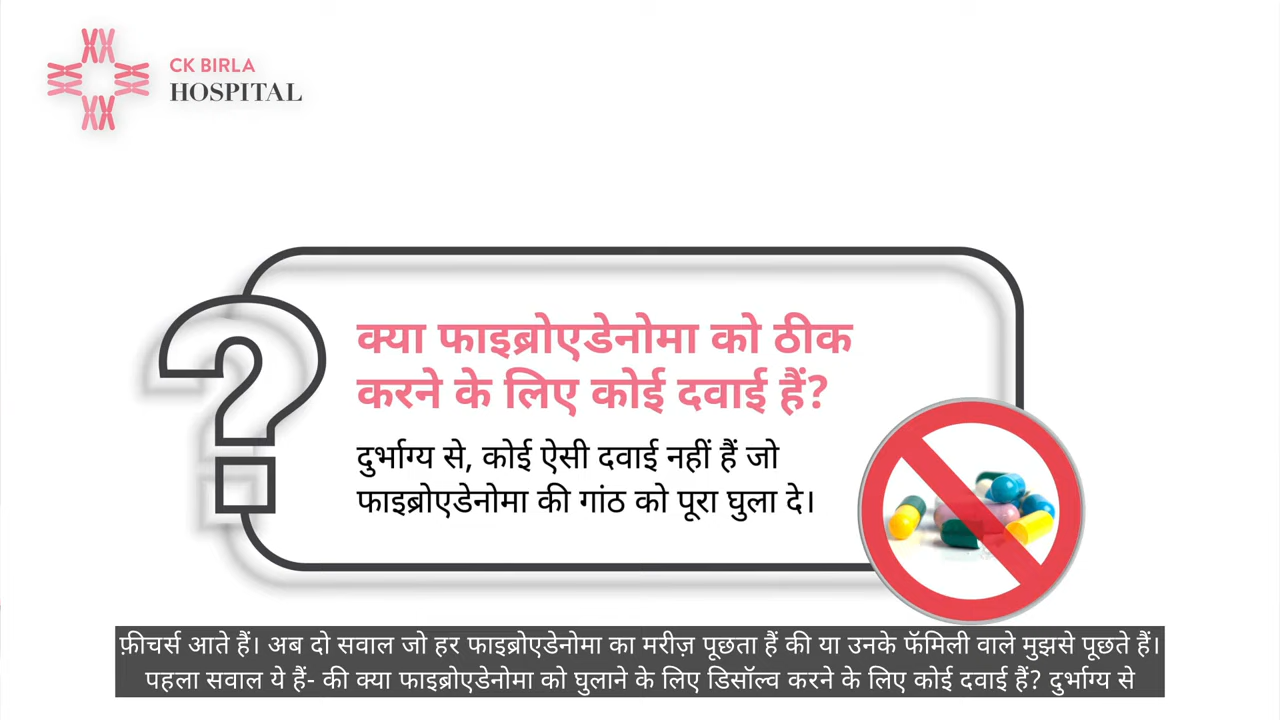 CK BIRLA
HOSPITAL
क्या फाइब्रोएडेनोमा को ठीक
करने के लिए कोई दवाई हैं?
दुर्भाग्य से, कोई ऐसी दवाई नहीं हैं जो
फाइब्रोएडेनोमा की गांठ को पूरा घुला दे।
फ़ीचर्स आते हैं। अब दो सवाल जो हर फाइब्रोएडेनोमा का मरीज़ पूछता हैं की या उनके फॅमिली वाले मुझसे पूछते हैं।
पहला सवाल ये हैं- की क्या फाइब्रोएडेनोमा को घुलाने के लिए डिसॉल्व करने के लिए कोई दवाई हैं? दुर्भाग्य से